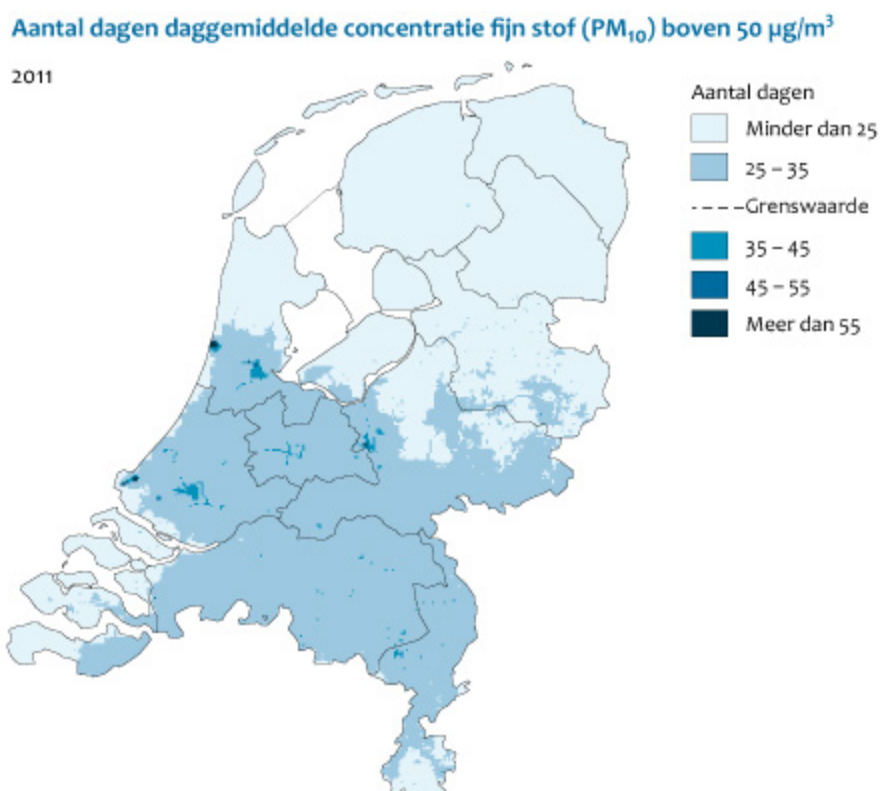 Aantal dagen daggemiddelde concentratie fijn stof (PM₁₀) boven 50 µg/m³
2011
Aantal dagen
Minder dan 25
25 – 35
Grenswaarde
35 – 45
45 – 55
Meer dan 55